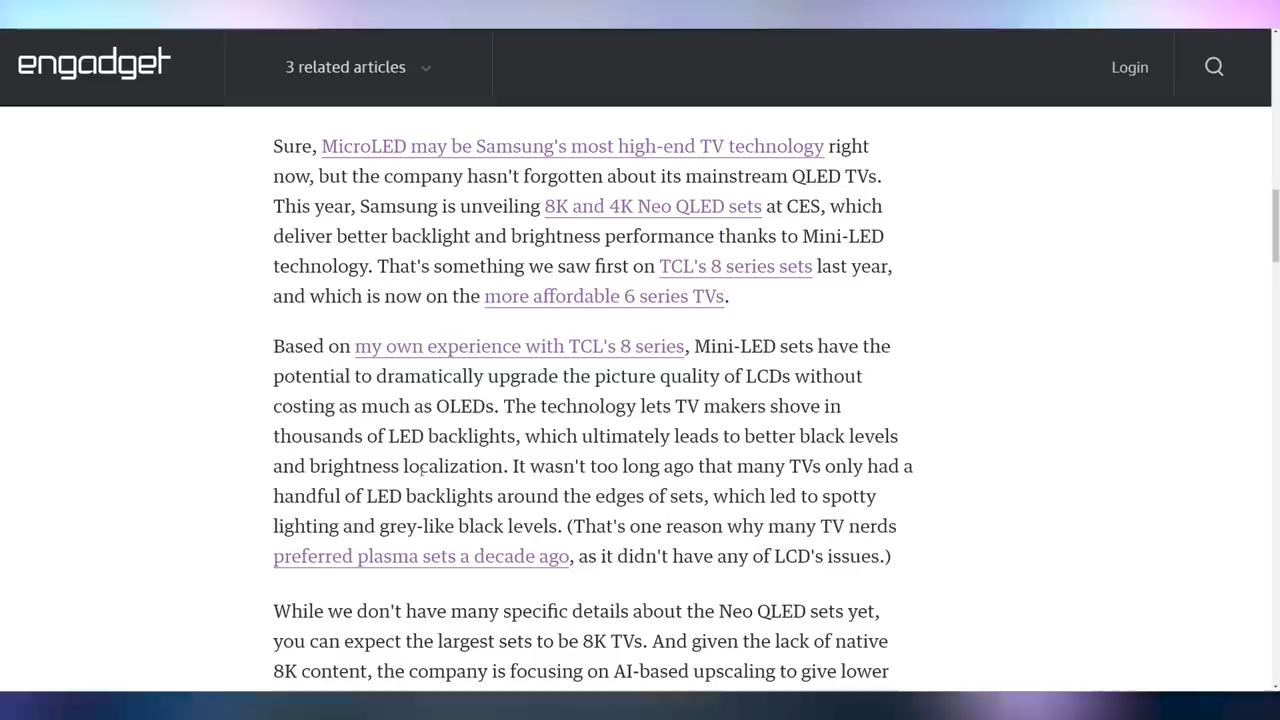 engadget
3 related articles
Login
Sure, MicroLED may be Samsung's most high-end TV technology right
now, but the company hasn't forgotten about its mainstream QLED TVs.
This year, Samsung is unveiling 8K and 4K Neo QLED sets at CES, which
deliver better backlight and brightness performance thanks to Mini-LED
technology. That's something we saw first on TCL's 8 series sets last year,
and which is now on the more affordable 6 series TVs.
Based on my own experience with TCL's 8 series, Mini-LED sets have the
potential to dramatically upgrade the picture quality of LCDs without
costing as much as OLEDs. The technology lets TV makers shove in
thousands of LED backlights, which ultimately leads to better black levels
and brightness localization. It wasn't too long ago that many TVs only had a
handful of LED backlights around the edges of sets, which led to spotty
lighting and grey-like black levels. (That's one reason why many TV nerds
preferred plasma sets a decade ago, as it didn't have any of LCD's issues.)
While we don't have many specific details about the Neo QLED sets yet,
you can expect the largest sets to be 8K TVs. And given the lack of native
8K content, the company is focusing on AI-based upscaling to give lower